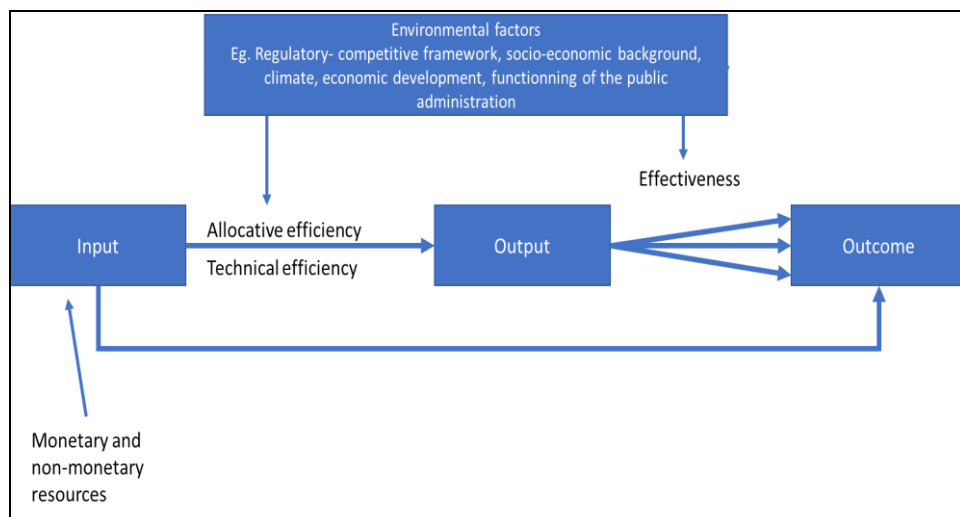 Environmental factors
Eg. Regulatory- competitive framework, socio-economic background,
climate, economic development, functionning of the public
administration
Effectiveness
Input
Allocative efficiency
Technical efficiency
Output
Outcome
Monetary and
non-monetary
resources